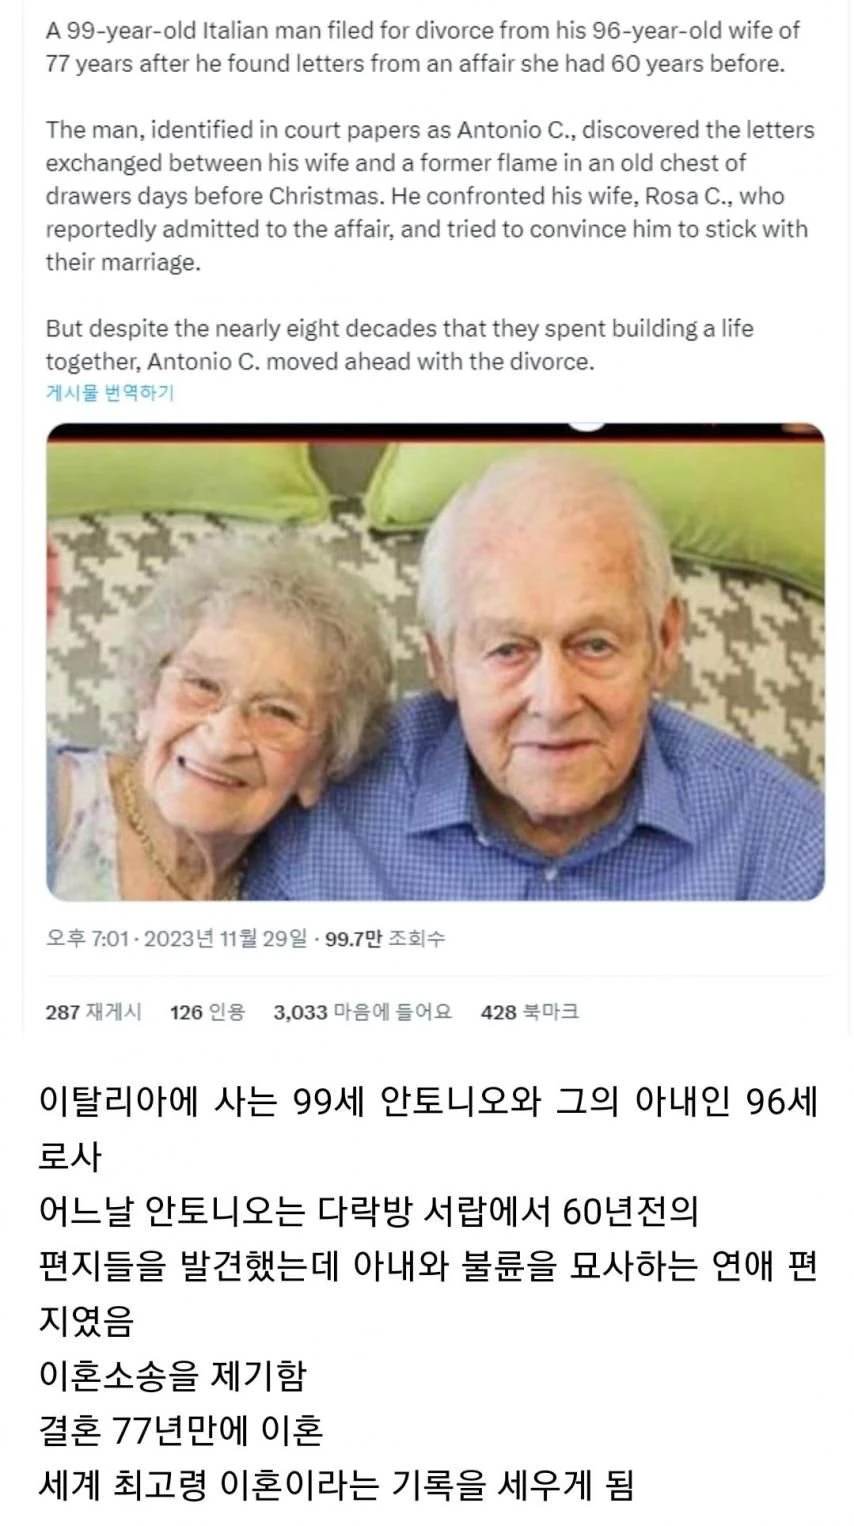 A 99-year-old Italian man filed for divorce from his 96-year-old wife of
77 years after he found letters from an affair she had 60 years before.
The man, identified in court papers as Antonio C., discovered the letters
exchanged between his wife and a former flame in an old chest of
drawers days before Christmas. He confronted his wife, Rosa C., who
reportedly admitted to the affair, and tried to convince him to stick with
their marriage.
But despite the nearly eight decades that they spent building a life
together, Antonio C. moved ahead with the divorce.
게시물 번역하기
오후 7:01 · 2023년 11월 29일 · 99.7만 조회수
287 재게시 126 인용 3,033 마음에 들어요 428 북마크
이탈리아에 사는 99세 안토니오와 그의 아내인 96세
로사
어느날 안토니오는 다락방 서랍에서 60년전의
편지들을 발견했는데 아내와 불륜을 묘사하는 연애 편
지였음
이혼소송을 제기함
결혼 77년만에 이혼
세계 최고령 이혼이라는 기록을 세우게 됨